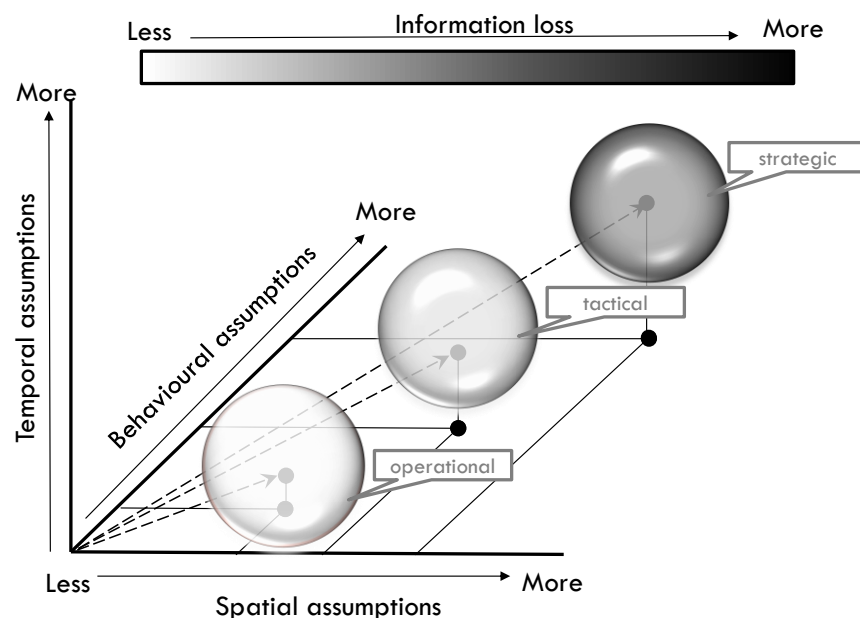 Less
Information loss
More
More
strategic
More
Temporal assumptions
Behavioural assumptions
tactical
operational
Less
More
Spatial assumptions